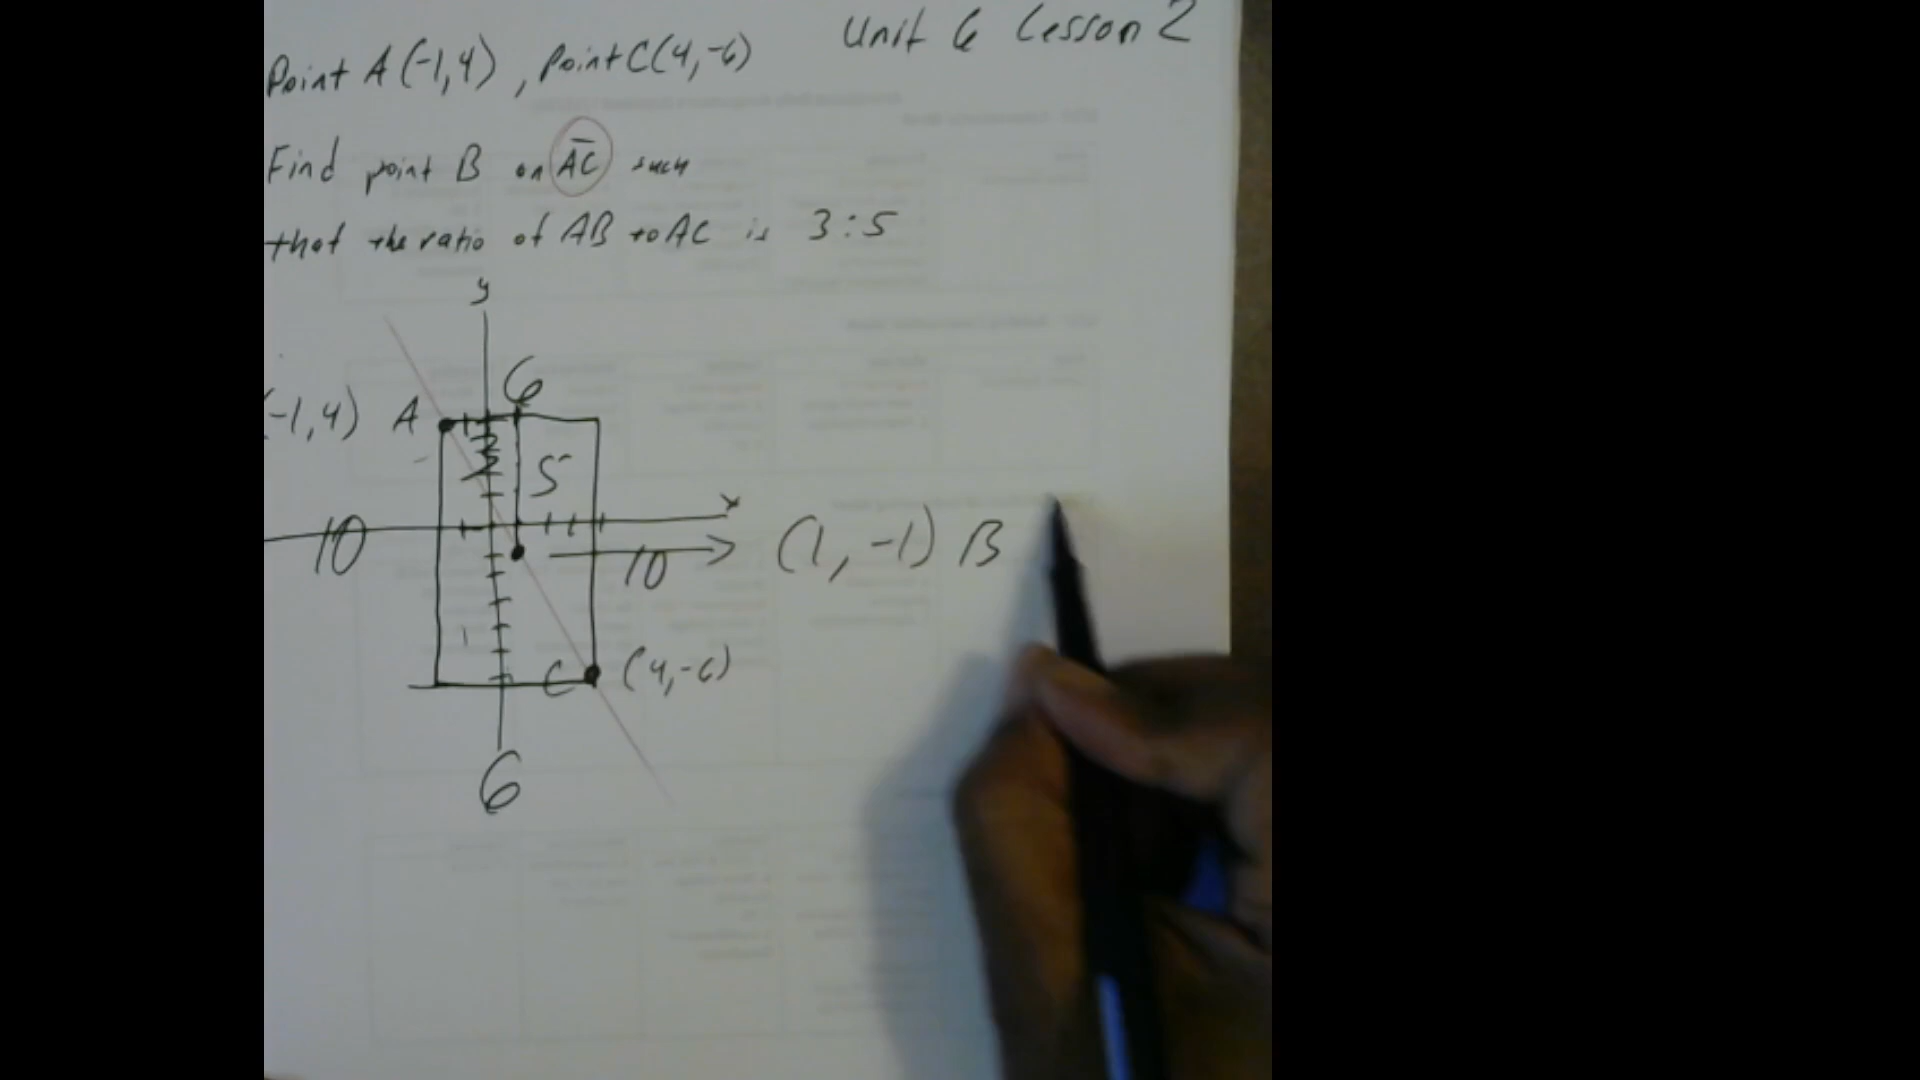 Unit 6 Lesson 2
Point A(-1,4), Point C(4,-6)
Find point B on AC such
that the ratio of AB to AC is 3:5
y
6
(-1,4) A
5
x
10
10
(1,-1) B
C (4,-6)
6